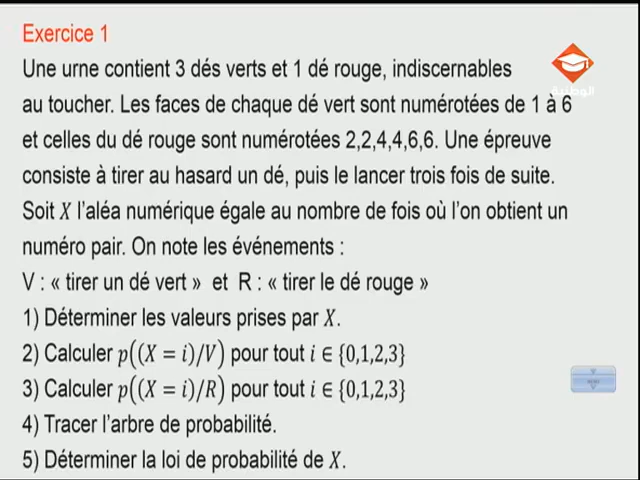 Exercice 1
Une urne contient 3 dés verts et 1 dé rouge, indiscernables
au toucher. Les faces de chaque dé vert sont numérotées de 1 à 6
et celles du dé rouge sont numérotées 2,2,4,4,6,6. Une épreuve
consiste à tirer au hasard un dé, puis le lancer trois fois de suite.
Soit X l'aléa numérique égale au nombre de fois où l'on obtient un
numéro pair. On note les événements :
V : « tirer un dé vert » et R : « tirer le dé rouge »
1) Déterminer les valeurs prises par X.
2) Calculer p((X = i)/V) pour tout i ∈ {0,1,2,3}
3) Calculer p((X = i)/R) pour tout i ∈ {0,1,2,3}
4) Tracer l'arbre de probabilité.
5) Déterminer la loi de probabilité de X.
الوطنية